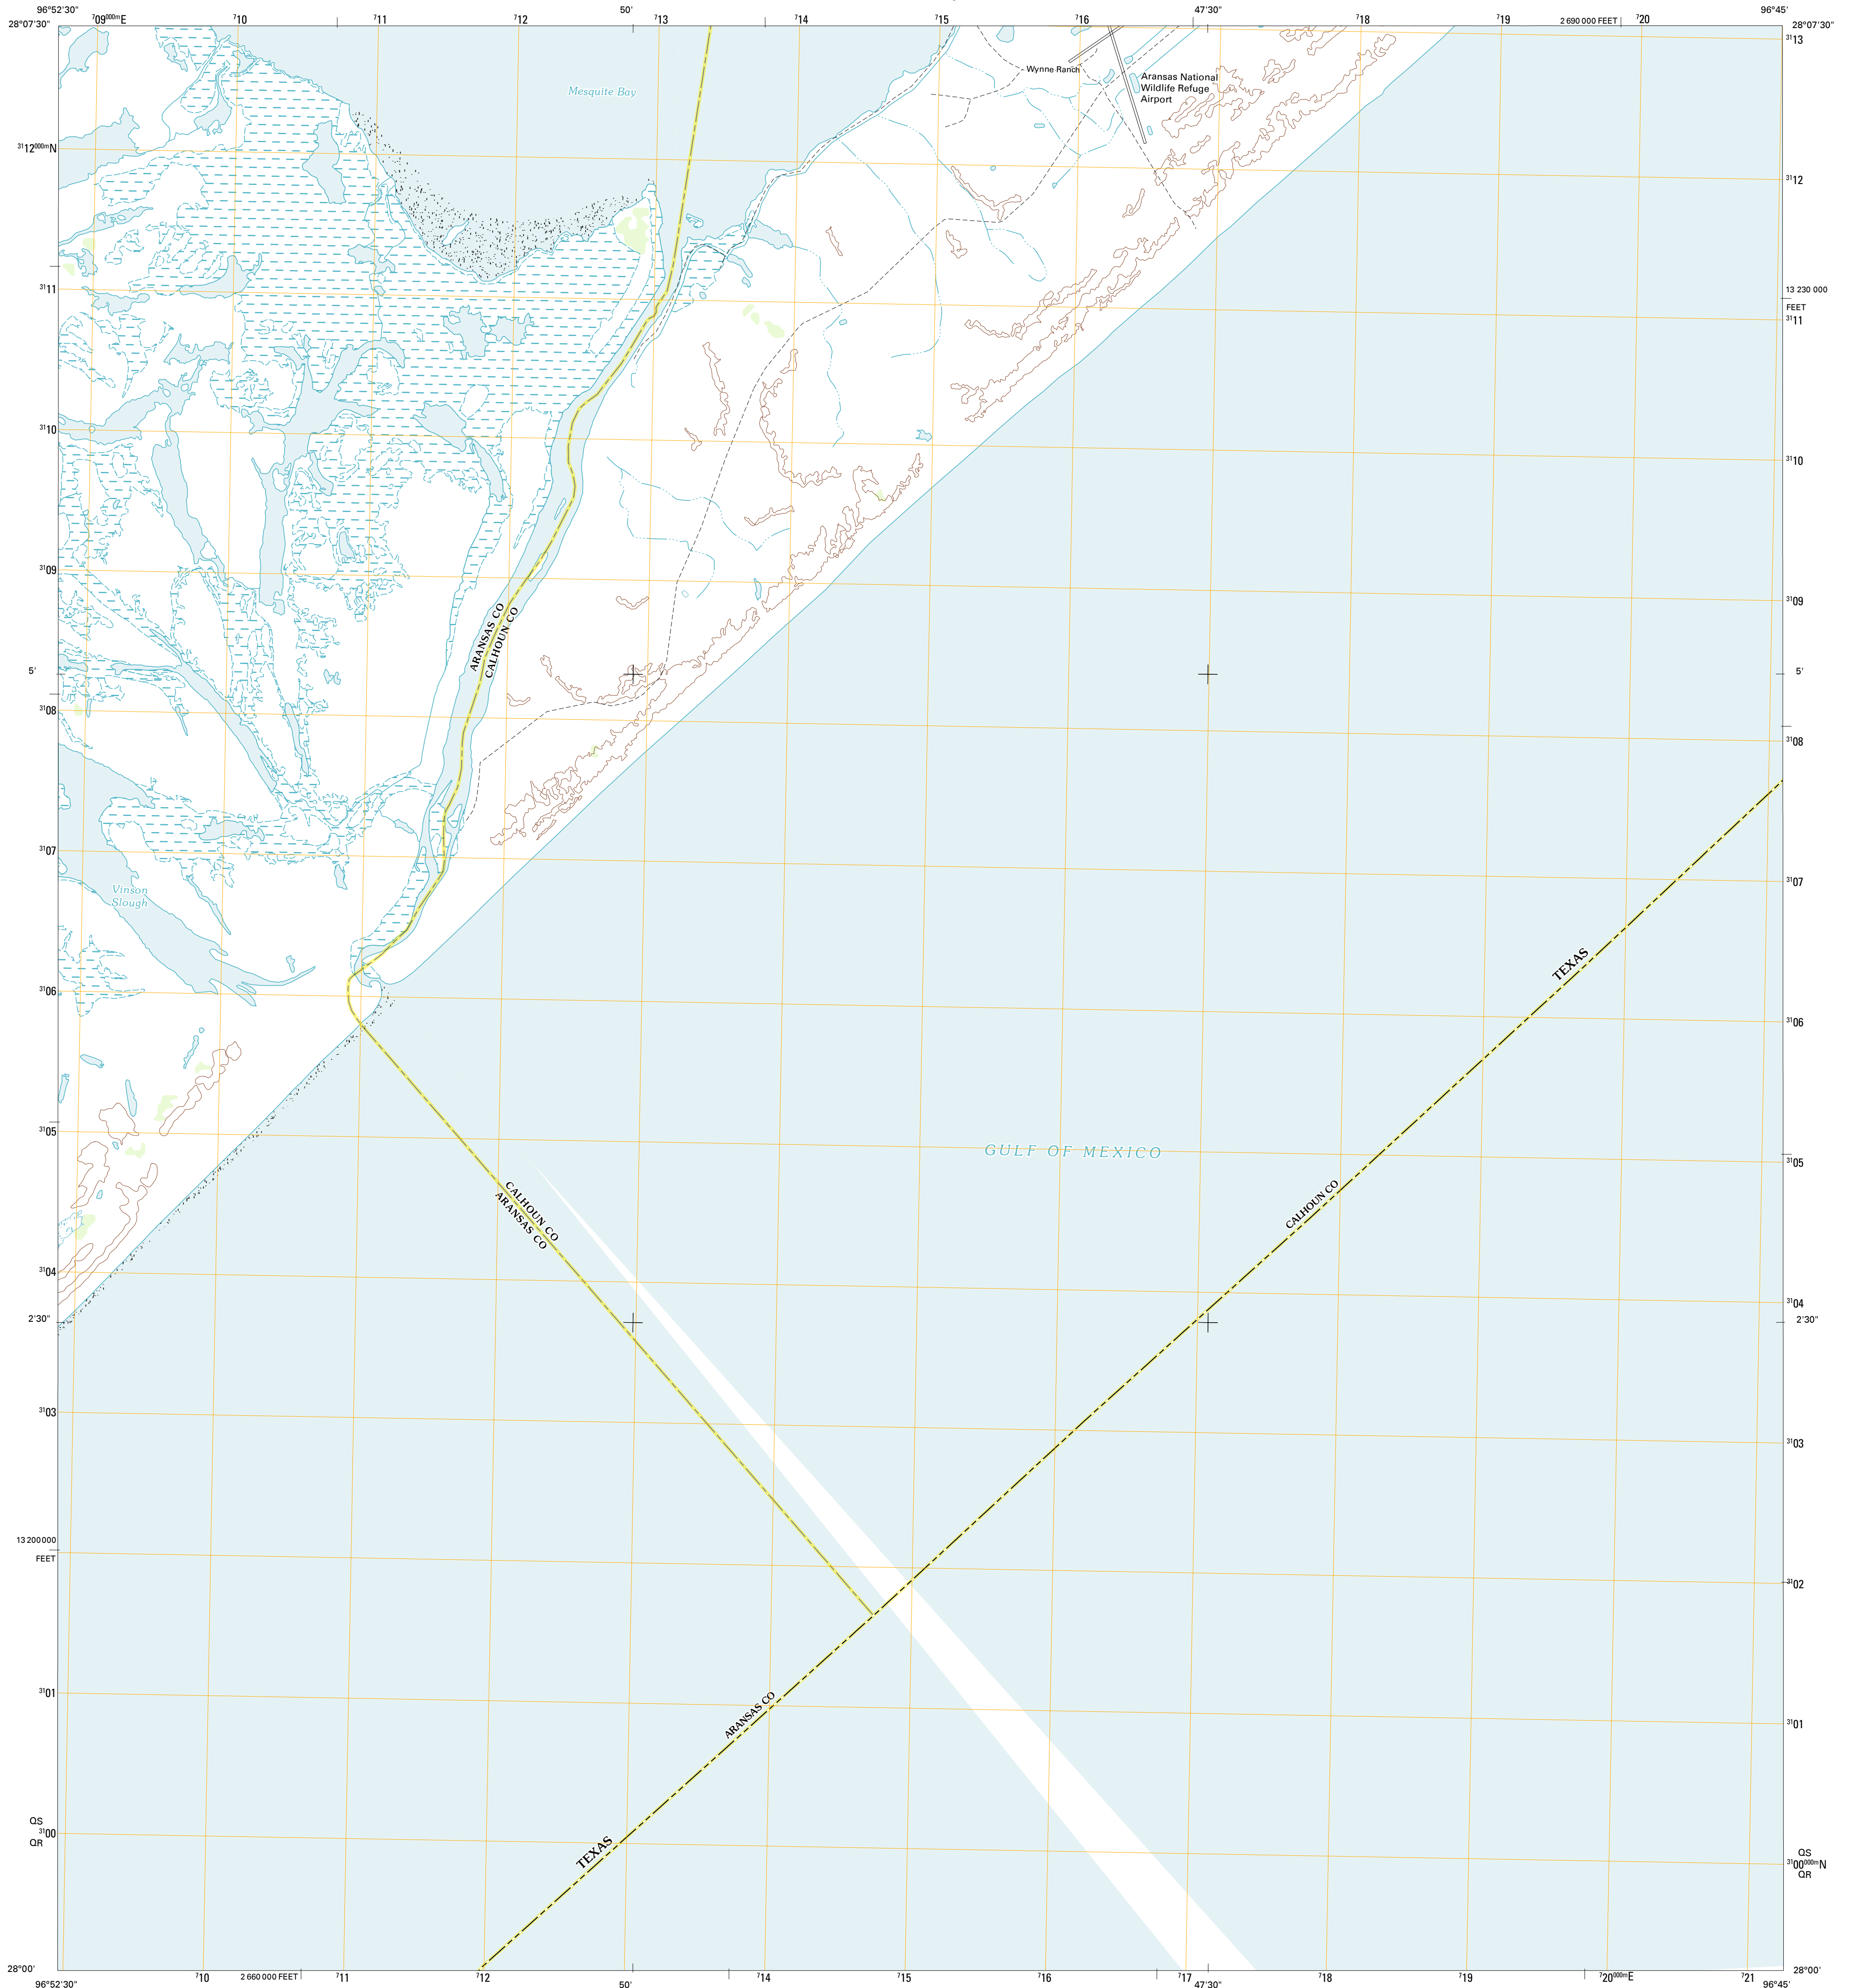 96°52'30"
28°07'30"
⁷09⁰⁰⁰ᵐE
⁷10
⁷11
⁷12
50'
⁷13
⁷14
⁷15
⁷16
47'30"
⁷18
⁷19
2 690 000 FEET
⁷20
96°45'
28°07'30"
³¹13
Mesquite Bay
Wynne Ranch
Aransas National
Wildlife Refuge
Airport
³¹12⁰⁰⁰ᵐN
³¹12
³¹11
13 230 000
FEET
³¹11
³¹10
³¹10
³¹09
³¹09
ARANSAS CO
CALHOUN CO
5'
5'
³¹08
³¹08
³¹07
³¹07
Vinson
Slough
TEXAS
³¹06
³¹06
³¹05
GULF OF MEXICO
³¹05
CALHOUN CO
ARANSAS CO
CALHOUN CO
³¹04
³¹04
2'30"
2'30"
³¹03
³¹03
13 200 000
FEET
³¹02
³¹01
ARANSAS CO
³¹01
QS
³¹00
QR
TEXAS
QS
³¹00⁰⁰⁰ᵐN
QR
28°00'
96°52'30"
⁷10
2 660 000 FEET
⁷11
⁷12
50'
⁷14
⁷15
⁷16
⁷17
47'30"
⁷18
⁷19
⁷20⁰⁰⁰ᵐE
⁷21
96°45'
28°00'